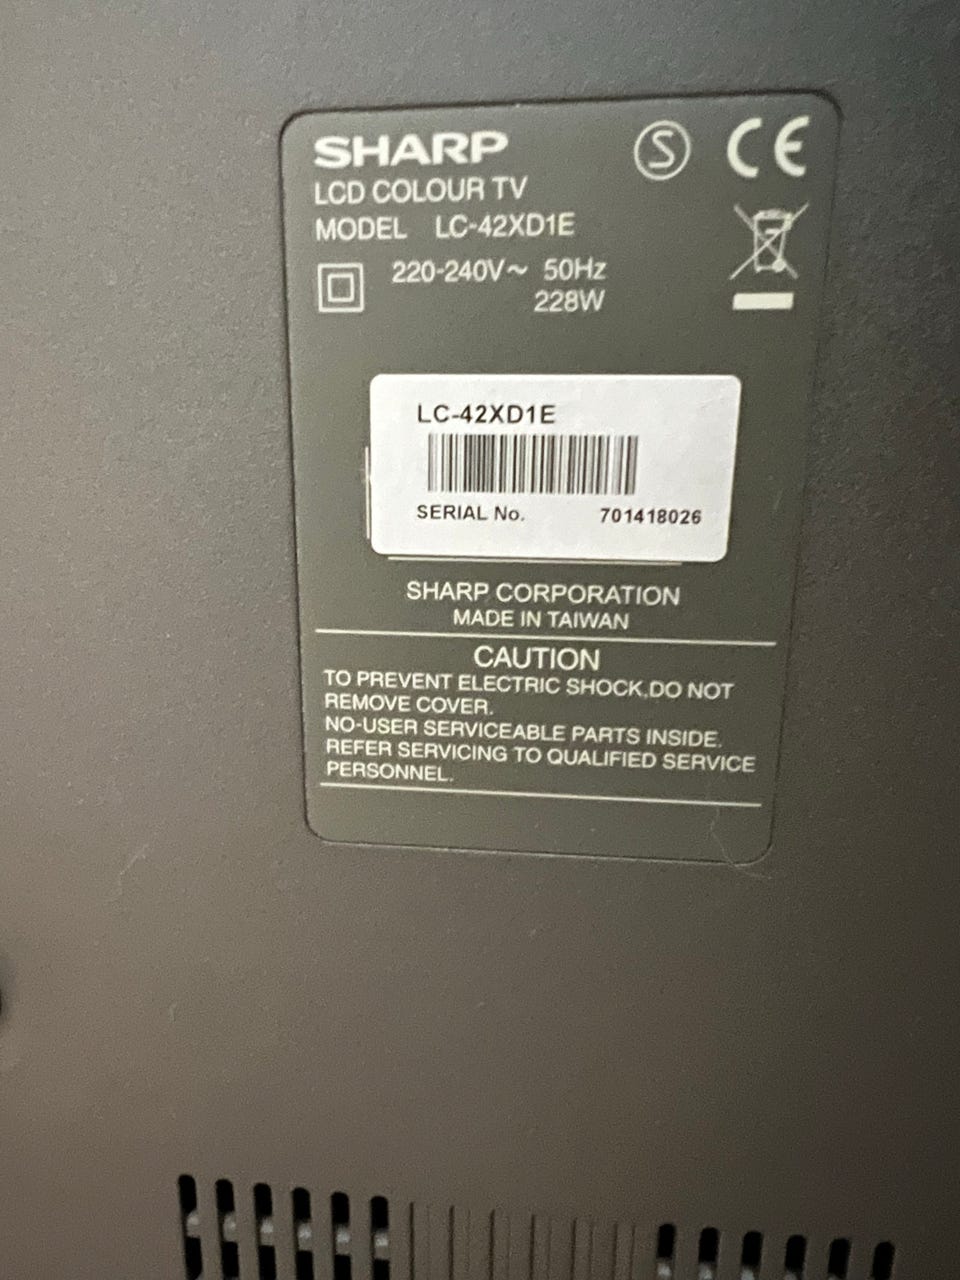 SHARP
LCD COLOUR TV
MODEL LC-42XD1E
220-240V~ 50Hz
228W
S
CE
LC-42XD1E
SERIAL No. 701418026
SHARP CORPORATION
MADE IN TAIWAN
CAUTION
TO PREVENT ELECTRIC SHOCK,DO NOT
REMOVE COVER.
NO-USER SERVICEABLE PARTS INSIDE.
REFER SERVICING TO QUALIFIED SERVICE
PERSONNEL.